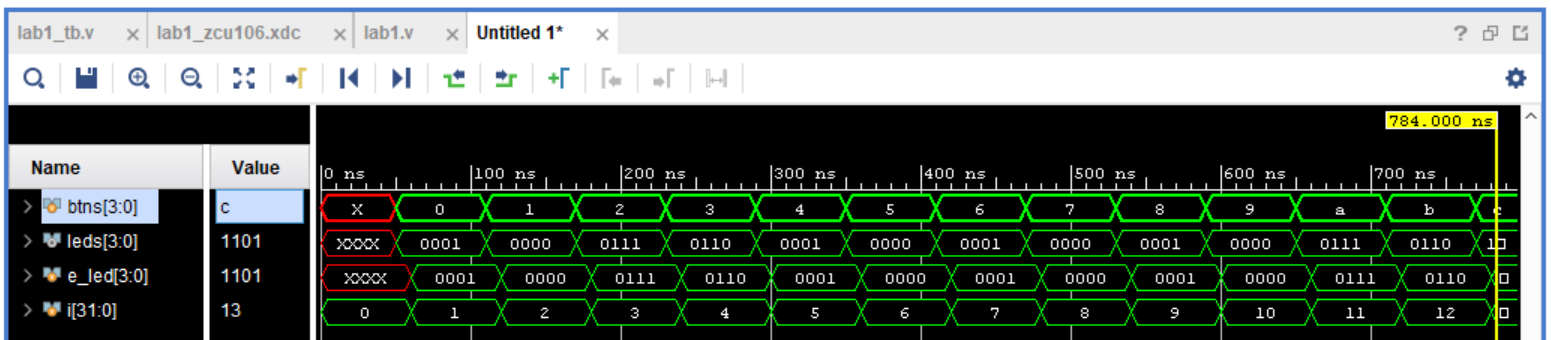 lab1_tb.v × lab1_zcu106.xdc × lab1.v × Untitled 1* ×
784.000 ns
Name Value
0 ns 100 ns 200 ns 300 ns 400 ns 500 ns 600 ns 700 ns
btns[3:0] c X 0 1 2 3 4 5 6 7 8 9 a b c
leds[3:0] 1101 XXXX 0001 0000 0111 0110 0001 0000 0001 0000 0001 0000 0111 0110
e_led[3:0] 1101 XXXX 0001 0000 0111 0110 0001 0000 0001 0000 0001 0000 0111 0110
i[31:0] 13 0 1 2 3 4 5 6 7 8 9 10 11 12